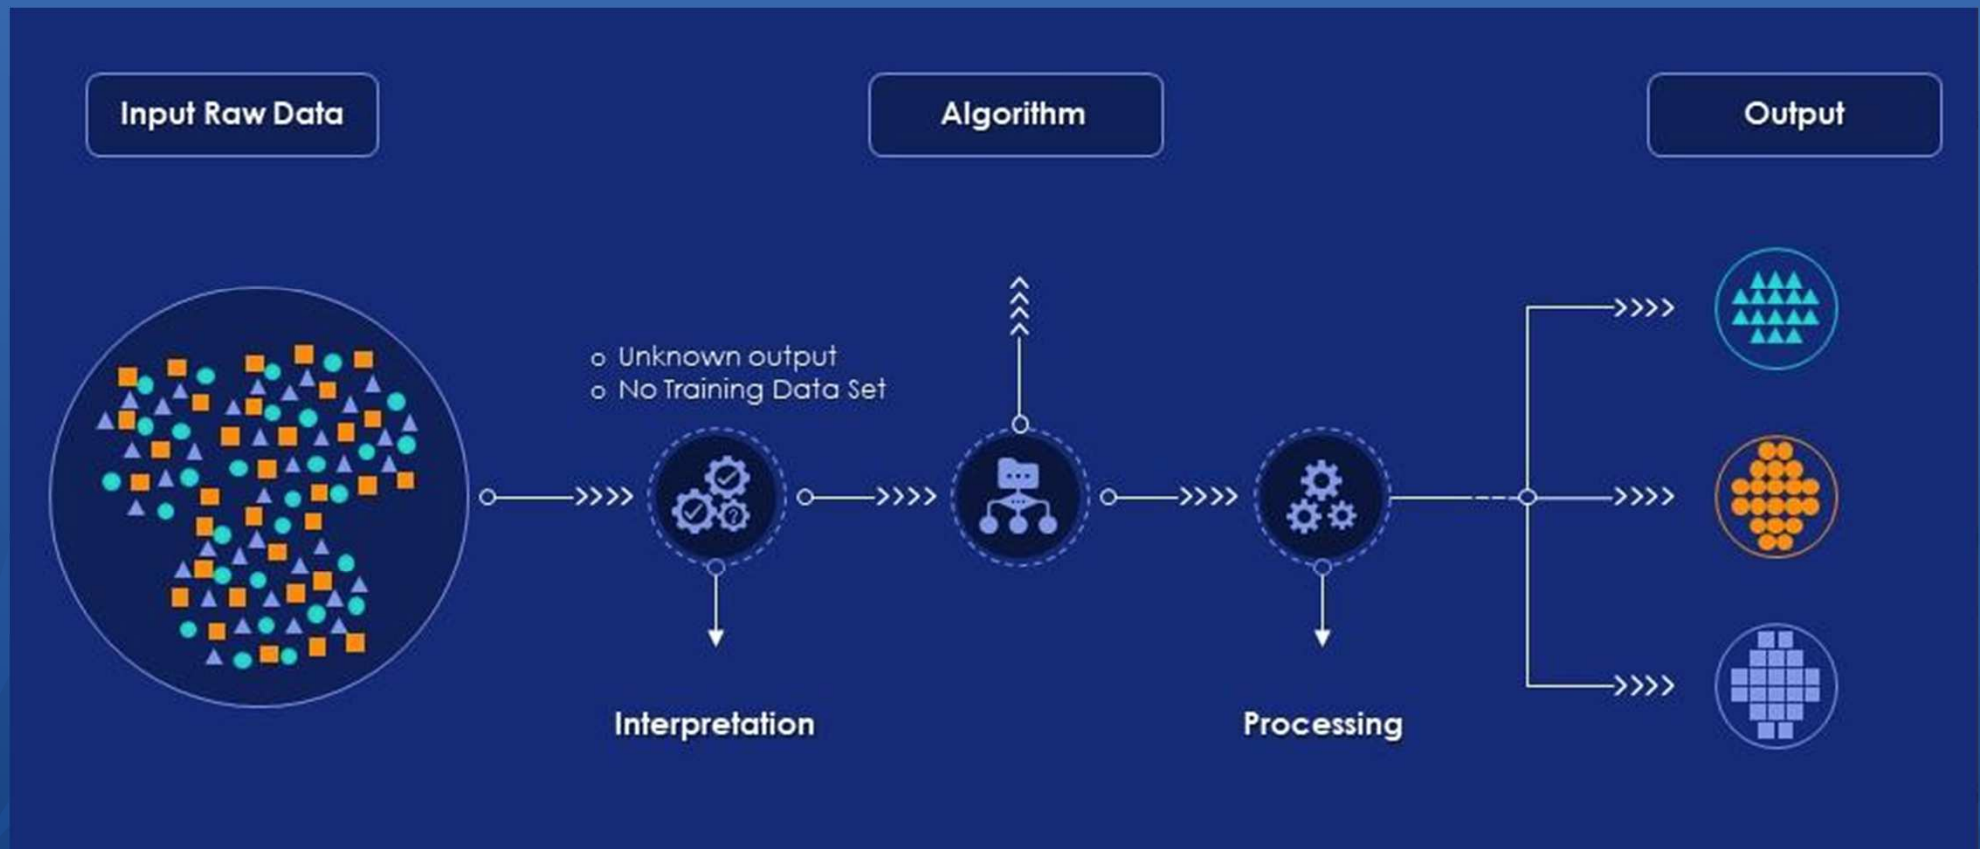 Input Raw Data
Algorithm
Output
Unknown output
No Training Data Set
Interpretation
Processing